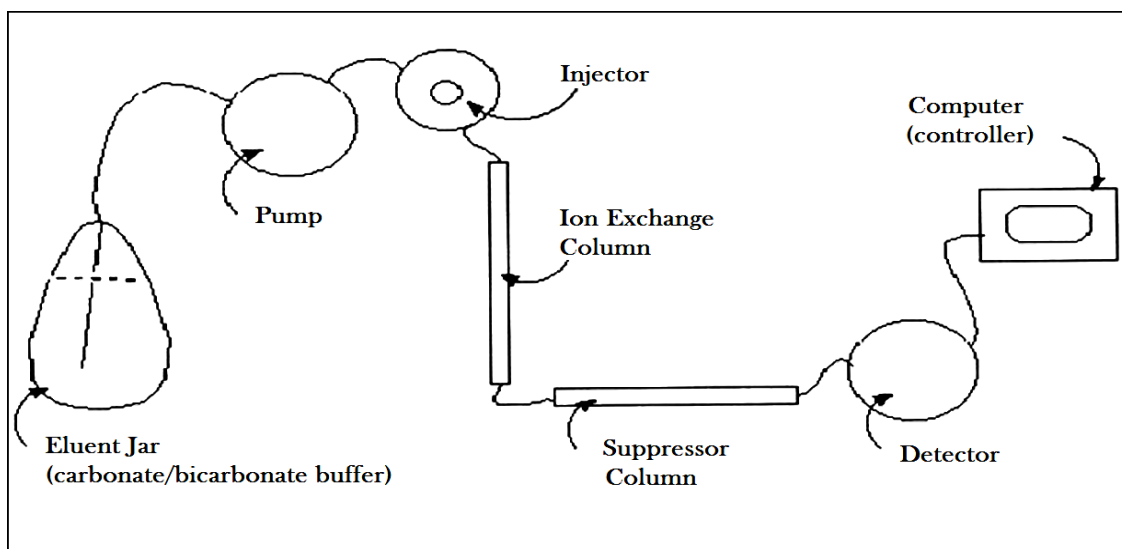 Injector
Computer
(controller)
Pump
Ion Exchange
Column
Eluent Jar
(carbonate/bicarbonate buffer)
Suppressor
Column
Detector